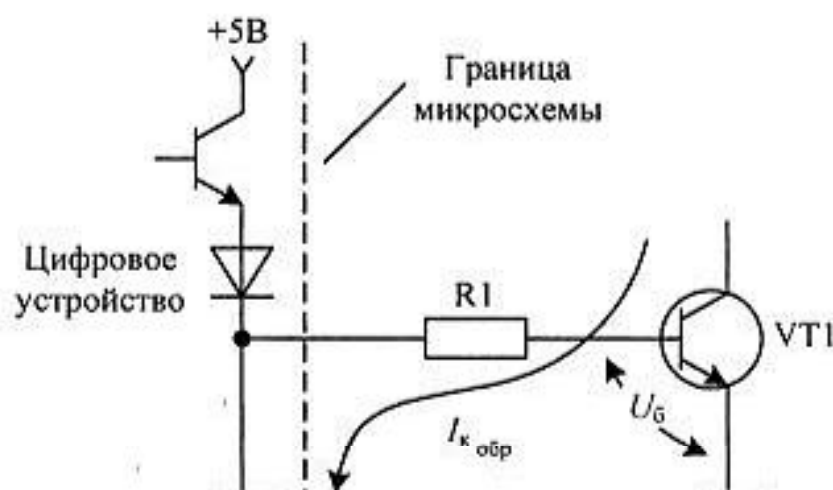 +5В
Граница
микросхемы
Цифровое
устройство
R1
VT1
Uб
Iк обр